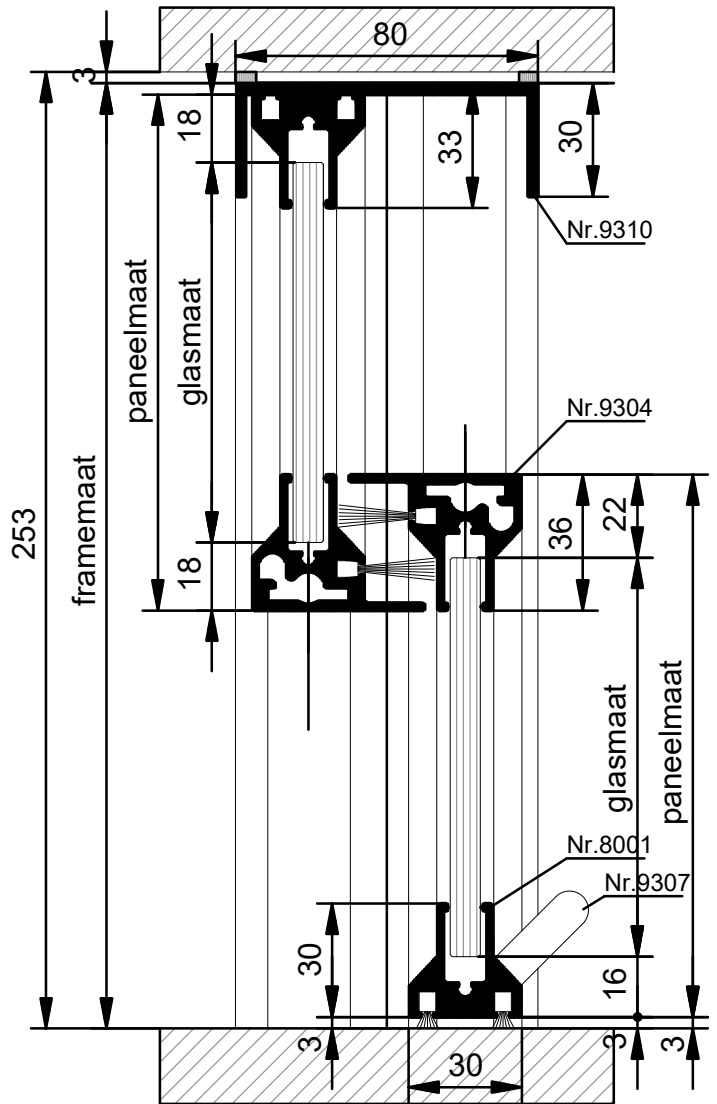 80
3
18
33
30
Nr.9310
paneelmaat
glasmaat
Nr.9304
253
framemaat
36
22
18
glasmaat
paneelmaat
Nr.8001
Nr.9307
30
16
3
30
3
3